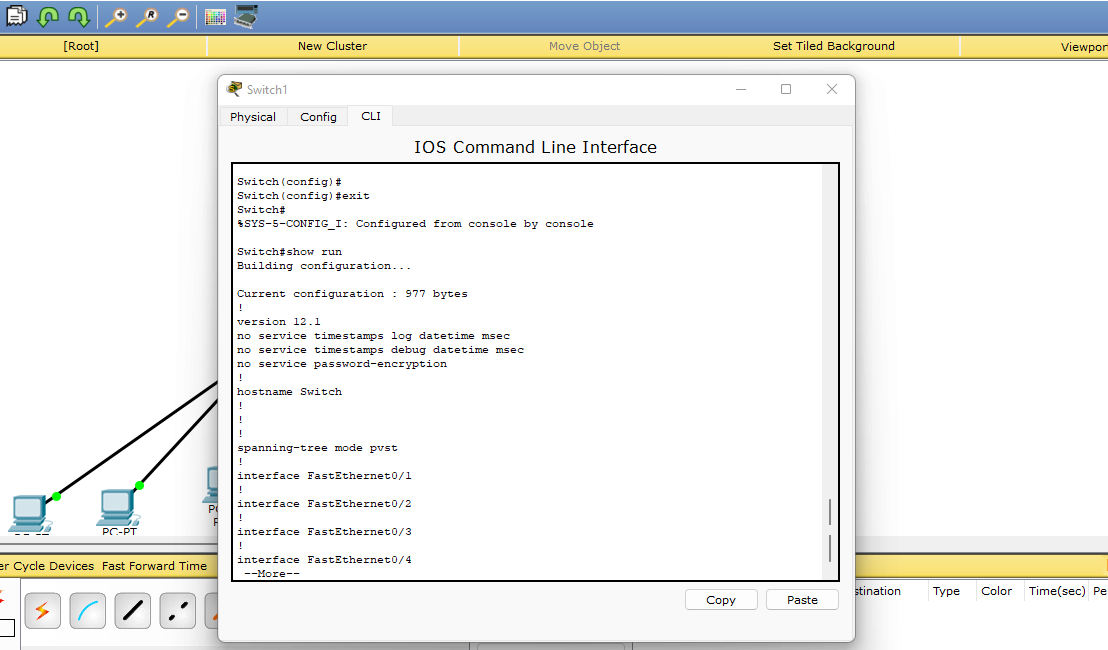 [Root] New Cluster Move Object Set Tiled Background Viewpor
Switch1
Physical Config CLI
IOS Command Line Interface
Switch(config)#
Switch(config)#exit
Switch#
%SYS-5-CONFIG_I: Configured from console by console
Switch#show run
Building configuration...
Current configuration : 977 bytes
!
version 12.1
no service timestamps log datetime msec
no service timestamps debug datetime msec
no service password-encryption
!
hostname Switch
!
!
!
spanning-tree mode pvst
!
interface FastEthernet0/1
!
interface FastEthernet0/2
!
interface FastEthernet0/3
!
interface FastEthernet0/4
--More--
Copy Paste
PC-PT
er Cycle Devices Fast Forward Time
stination Type Color Time(sec) Pe